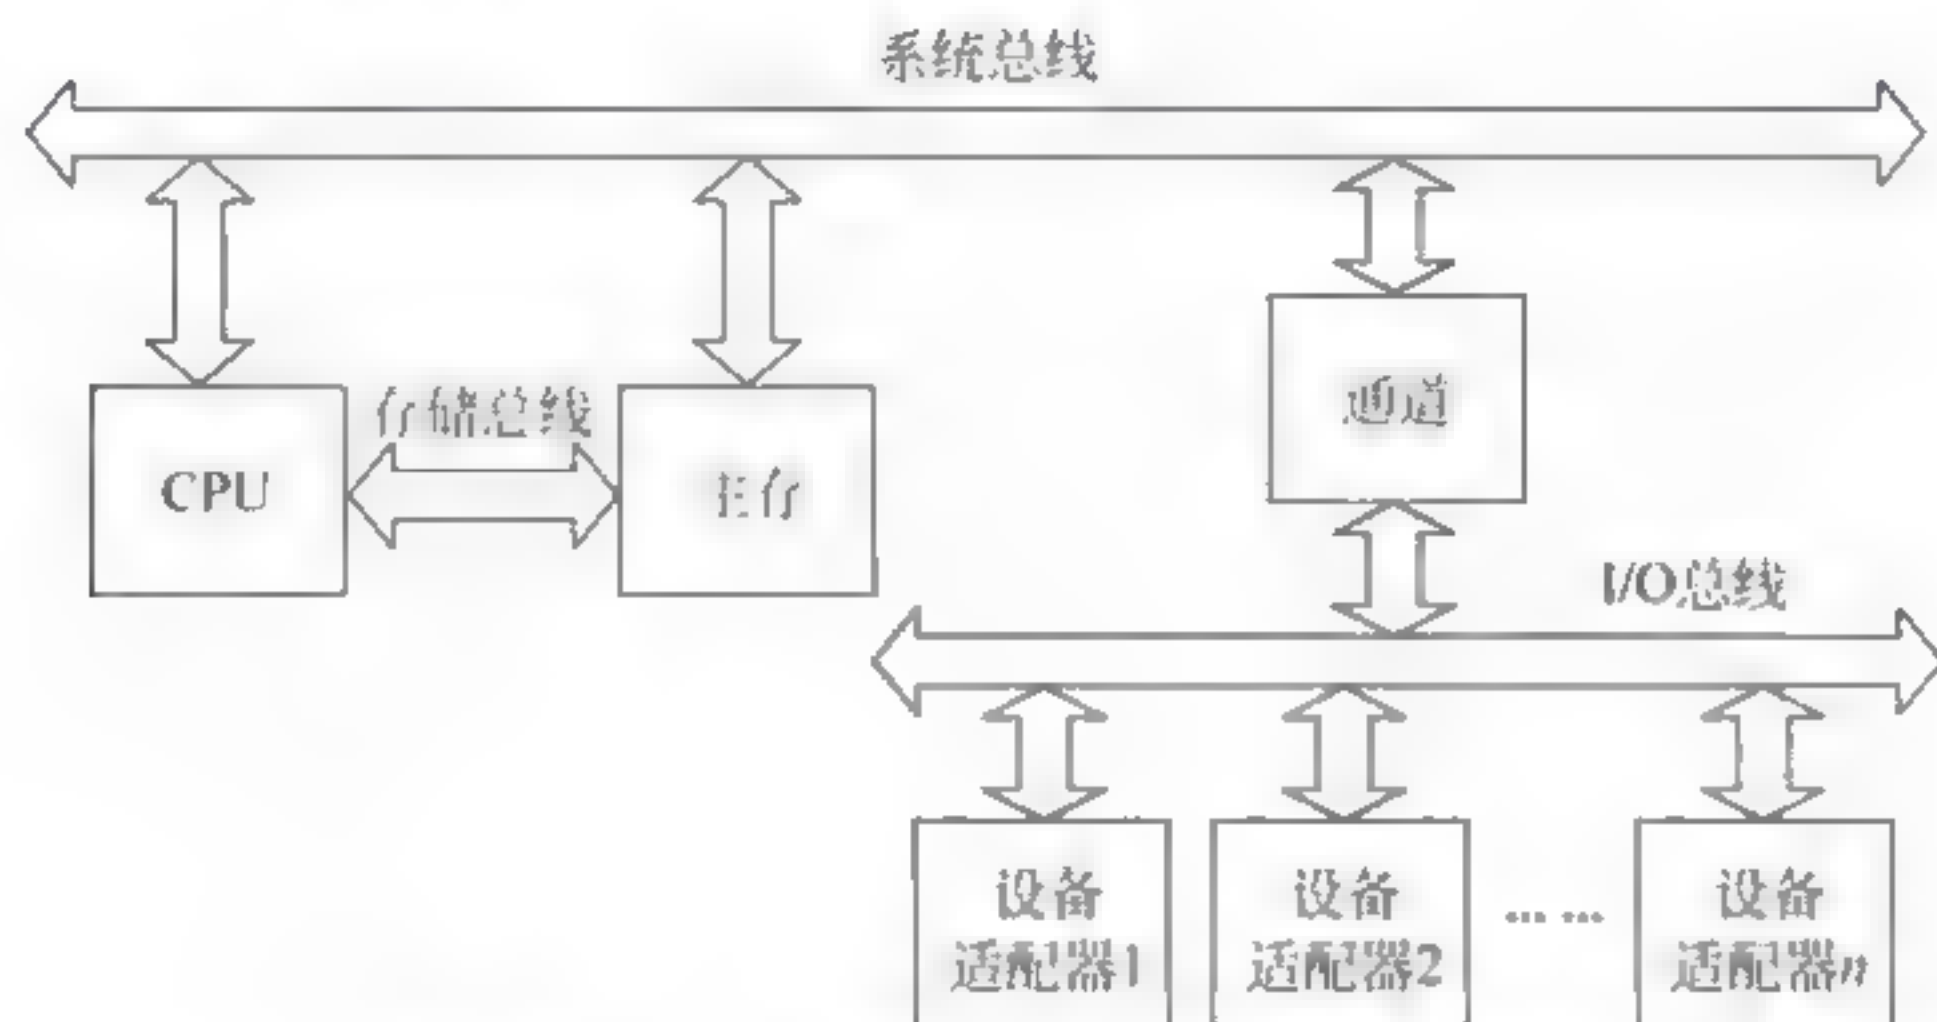 系统总线
存储总线
CPU
主存
通道
I/O总线
设备
适配器1
设备
适配器2
…… 
设备
适配器n